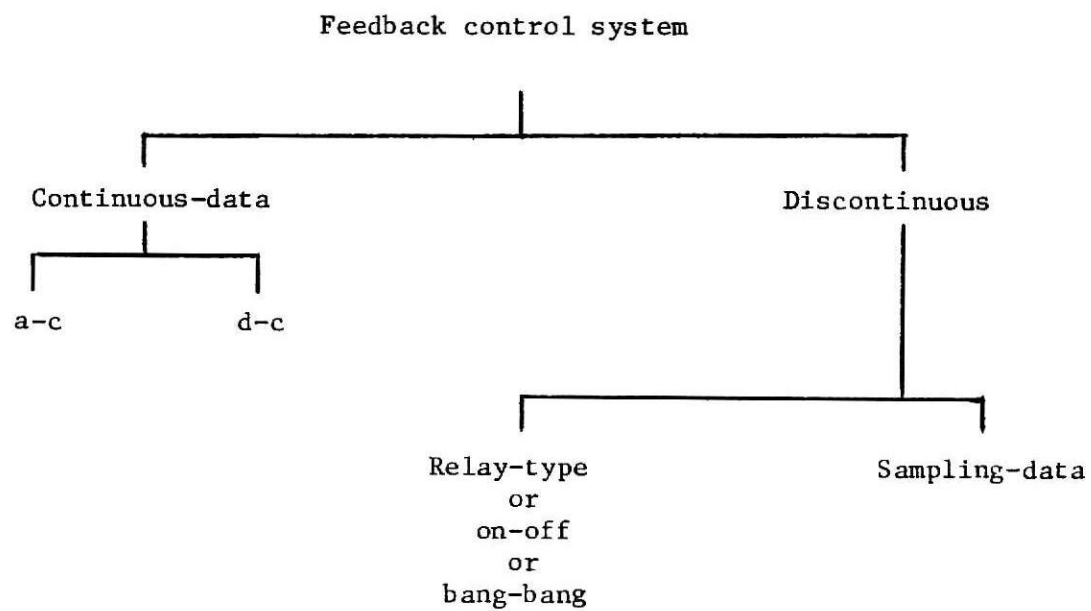 Feedback control system
Continuous-data
Discontinuous
a-c
d-c
Relay-type
or
on-off
or
bang-bang
Sampling-data